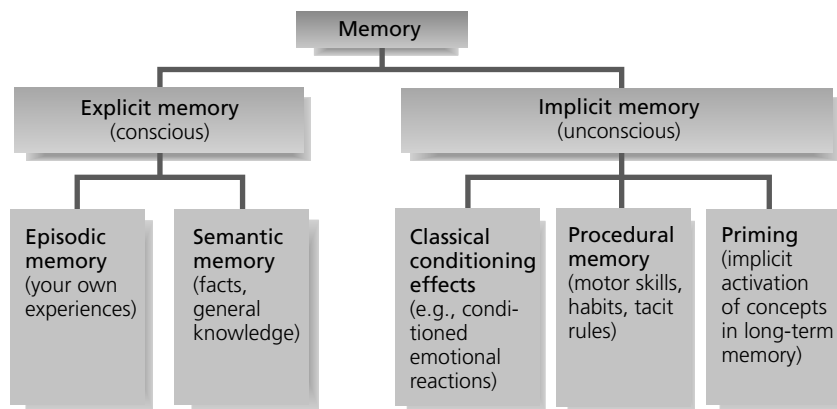 Memory
Explicit memory
(conscious)
Implicit memory
(unconscious)
Episodic
memory
(your own
experiences)
Semantic
memory
(facts,
general
knowledge)
Classical
conditioning
effects
(e.g., condi-
tioned
emotional
reactions)
Procedural
memory
(motor skills,
habits, tacit
rules)
Priming
(implicit
activation
of concepts
in long-term
memory)